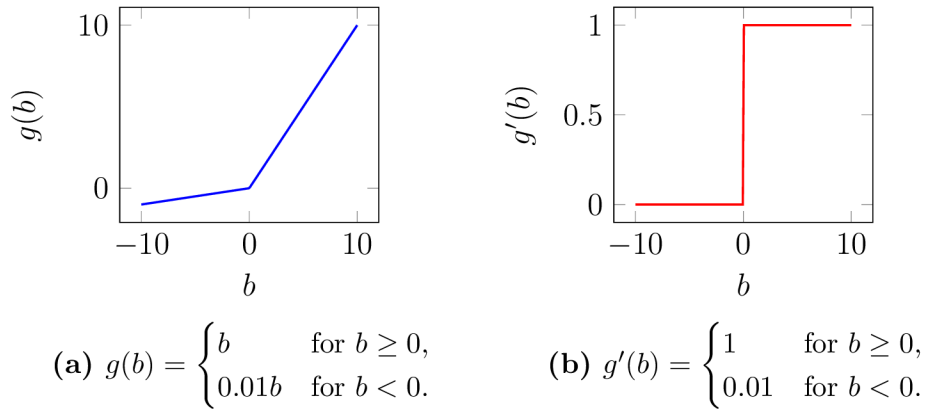 10
0
g(b)
−10 0 10
b
1
0.5
0
g′(b)
−10 0 10
b
(a) g(b) = { b for b ≥ 0,
0.01b for b < 0.
(b) g′(b) = { 1 for b ≥ 0,
0.01 for b < 0.